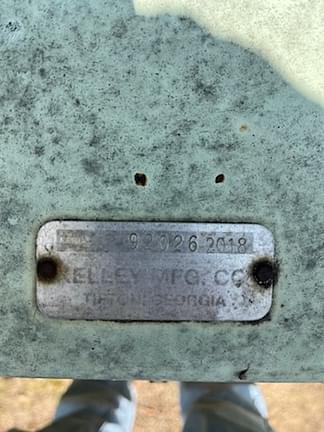 92026 2018
KELLEY MFG. CO.
TIFTON, GEORGIA